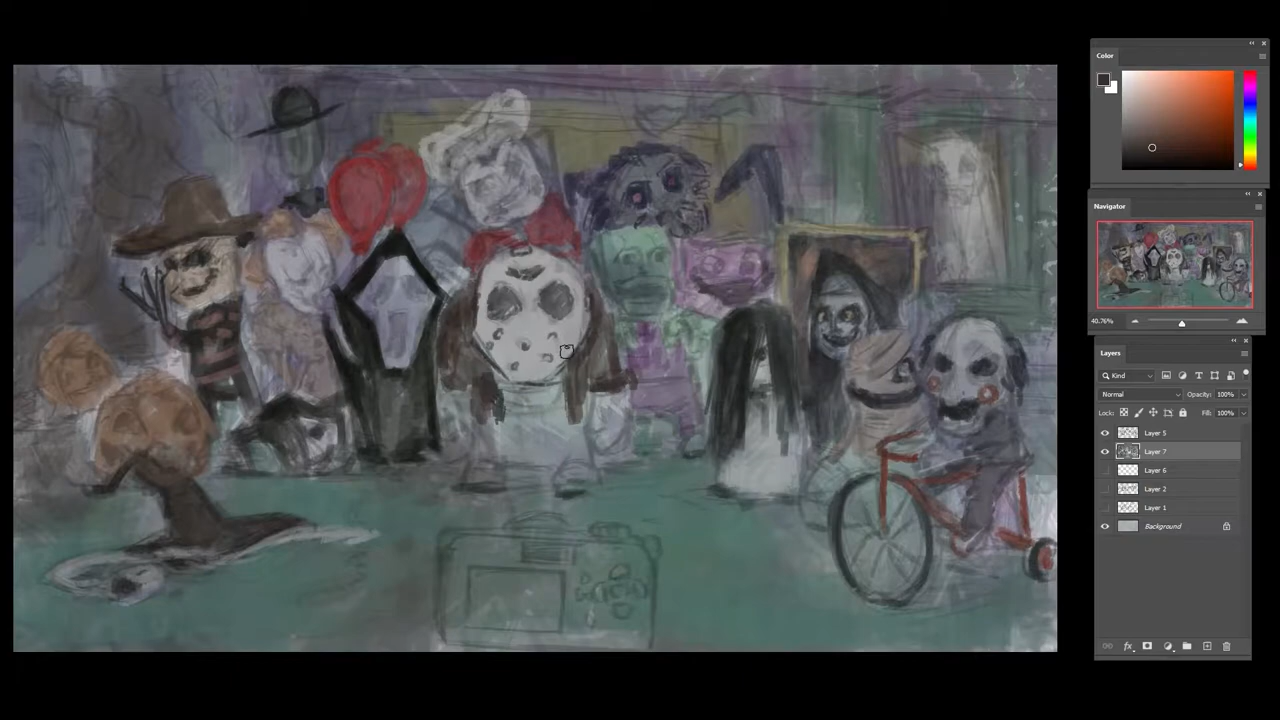 Color
Navigator
40.76%
Layers
Kind
Normal
Opacity: 100%
Lock:
Fill: 100%
Layer 5
Layer 7
Layer 6
Layer 2
Layer 1
Background
fx